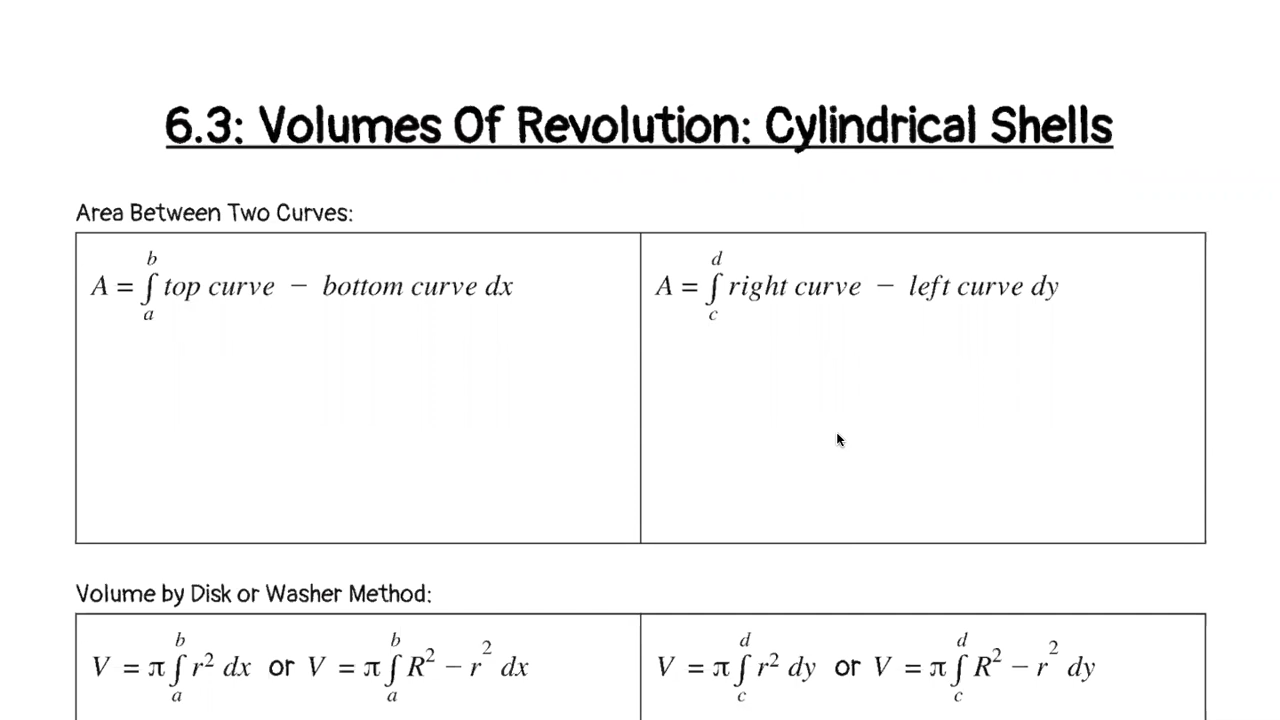 6.3: Volumes Of Revolution: Cylindrical Shells
Area Between Two Curves:
A = ∫_a^b top curve − bottom curve dx
A = ∫_c^d right curve − left curve dy
Volume by Disk or Washer Method:
V = π∫_a^b r² dx or V = π∫_a^b R² − r² dx
V = π∫_c^d r² dy or V = π∫_c^d R² − r² dy